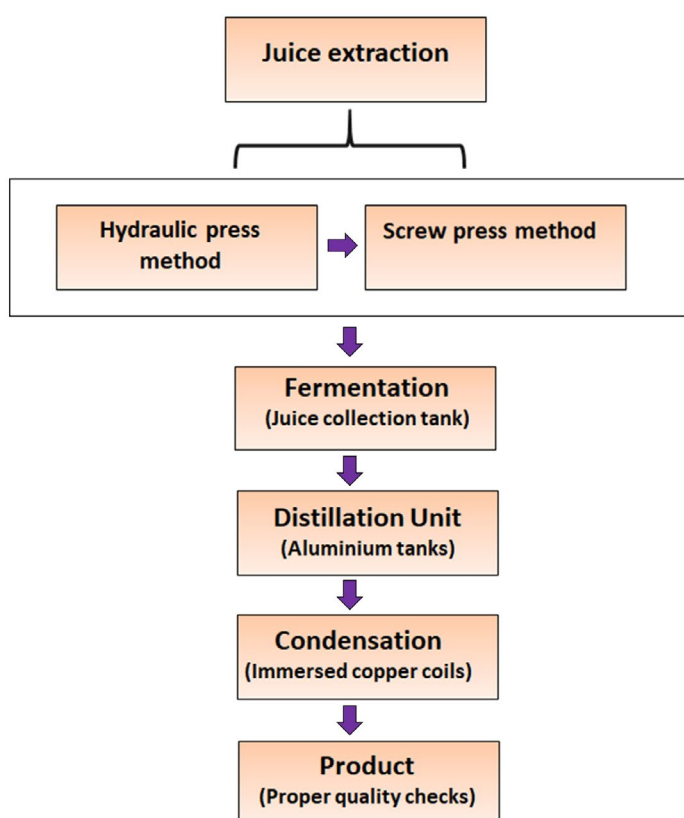 Juice extraction
Hydraulic press
method
Screw press method
Fermentation
(Juice collection tank)
Distillation Unit
(Aluminium tanks)
Condensation
(Immersed copper coils)
Product
(Proper quality checks)